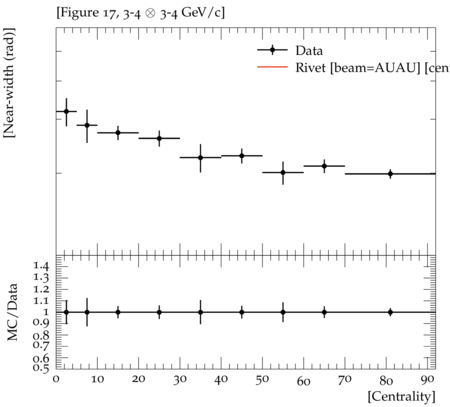 [Figure 17, 3-4 ⊗ 3-4 GeV/c]
[Near-width (rad)]
Data
Rivet [beam=AUAU] [cen
MC/Data
1.4
1.3
1.2
1.1
1
0.9
0.8
0.7
0.6
0.5
0 10 20 30 40 50 60 70 80 90
[Centrality]